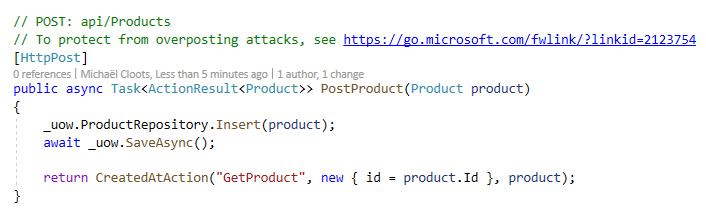 // POST: api/Products
// To protect from overposting attacks, see https://go.microsoft.com/fwlink/?linkid=2123754
[HttpPost]
0 references | Michaël Cloots, Less than 5 minutes ago | 1 author, 1 change
public async Task<ActionResult<Product>> PostProduct(Product product)
{
    _uow.ProductRepository.Insert(product);
    await _uow.SaveAsync();

    return CreatedAtAction("GetProduct", new { id = product.Id }, product);
}